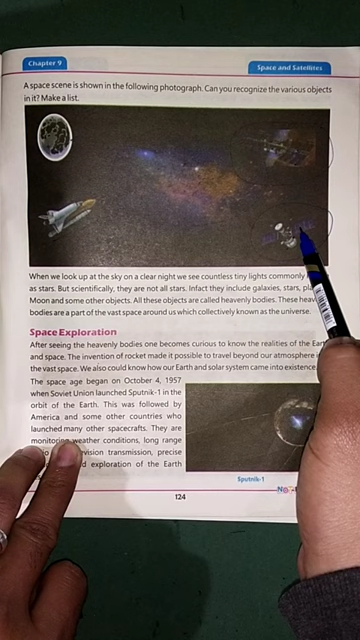 Chapter 9
Space and Satellites
A space scene is shown in the following photograph. Can you recognize the various objects
in it? Make a list.
When we look up at the sky on a clear night we see countless tiny lights commonly
as stars. But scientifically, they are not all stars. Infact they include galaxies, stars,
Moon and some other objects. All these objects are called heavenly bodies. These
bodies are a part of the vast space around us which collectively known as the universe.
Space Exploration
After seeing the heavenly bodies one becomes curious to know the realities of the
and space. The invention of rocket made it possible to travel beyond our atmosphere
the vast space. We also could know how our Earth and solar system came into existence
The space age began on October 4, 1957
when Soviet Union launched Sputnik-1 in the
orbit of the Earth. This was followed by
America and some other countries who
launched many other spacecrafts. They are
monitoring weather conditions, long range
transmission, precise
exploration of the Earth
Sputnik-1
124